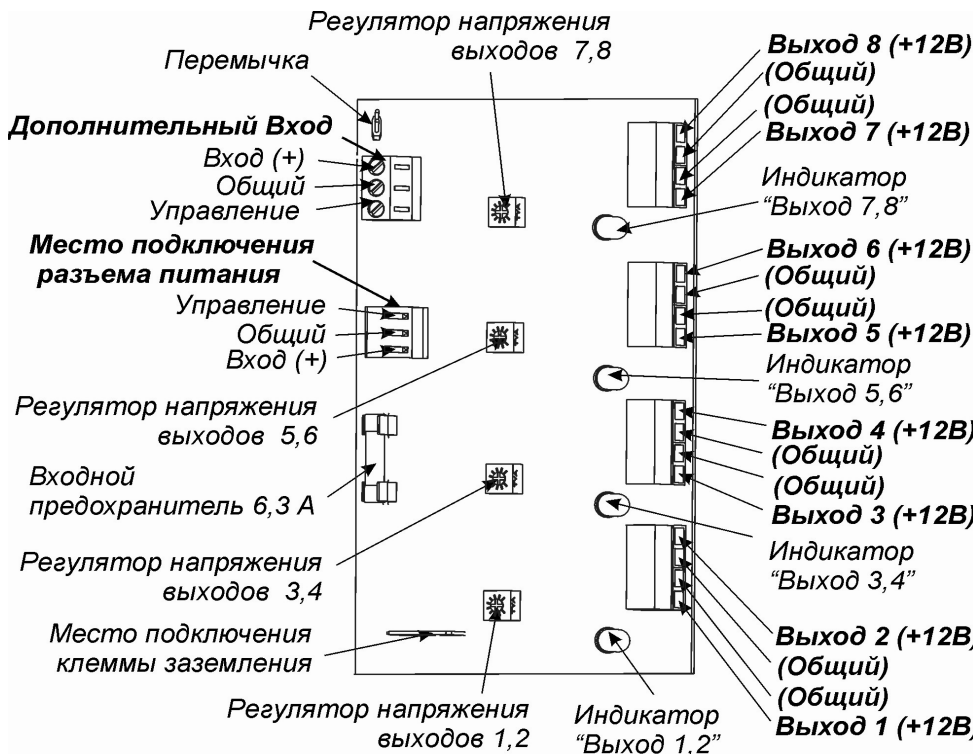 Регулятор напряжения
выходов 7,8
Перемычка
Дополнительный Вход
Вход (+)
Общий
Управление
Место подключения
разъема питания
Управление
Общий
Вход (+)
Регулятор напряжения
выходов 5,6
Входной
предохранитель 6,3 А
Регулятор напряжения
выходов 3,4
Место подключения
клеммы заземления
Регулятор напряжения
выходов 1,2
Выход 8 (+12В)
(Общий)
(Общий)
Выход 7 (+12В)
Индикатор
“Выход 7,8”
Выход 6 (+12В)
(Общий)
(Общий)
Выход 5 (+12В)
Индикатор
“Выход 5,6”
Выход 4 (+12В)
(Общий)
(Общий)
Выход 3 (+12В)
Индикатор
“Выход 3,4”
Выход 2 (+12В)
(Общий)
(Общий)
Выход 1 (+12В)
Индикатор
“Выход 1.2”